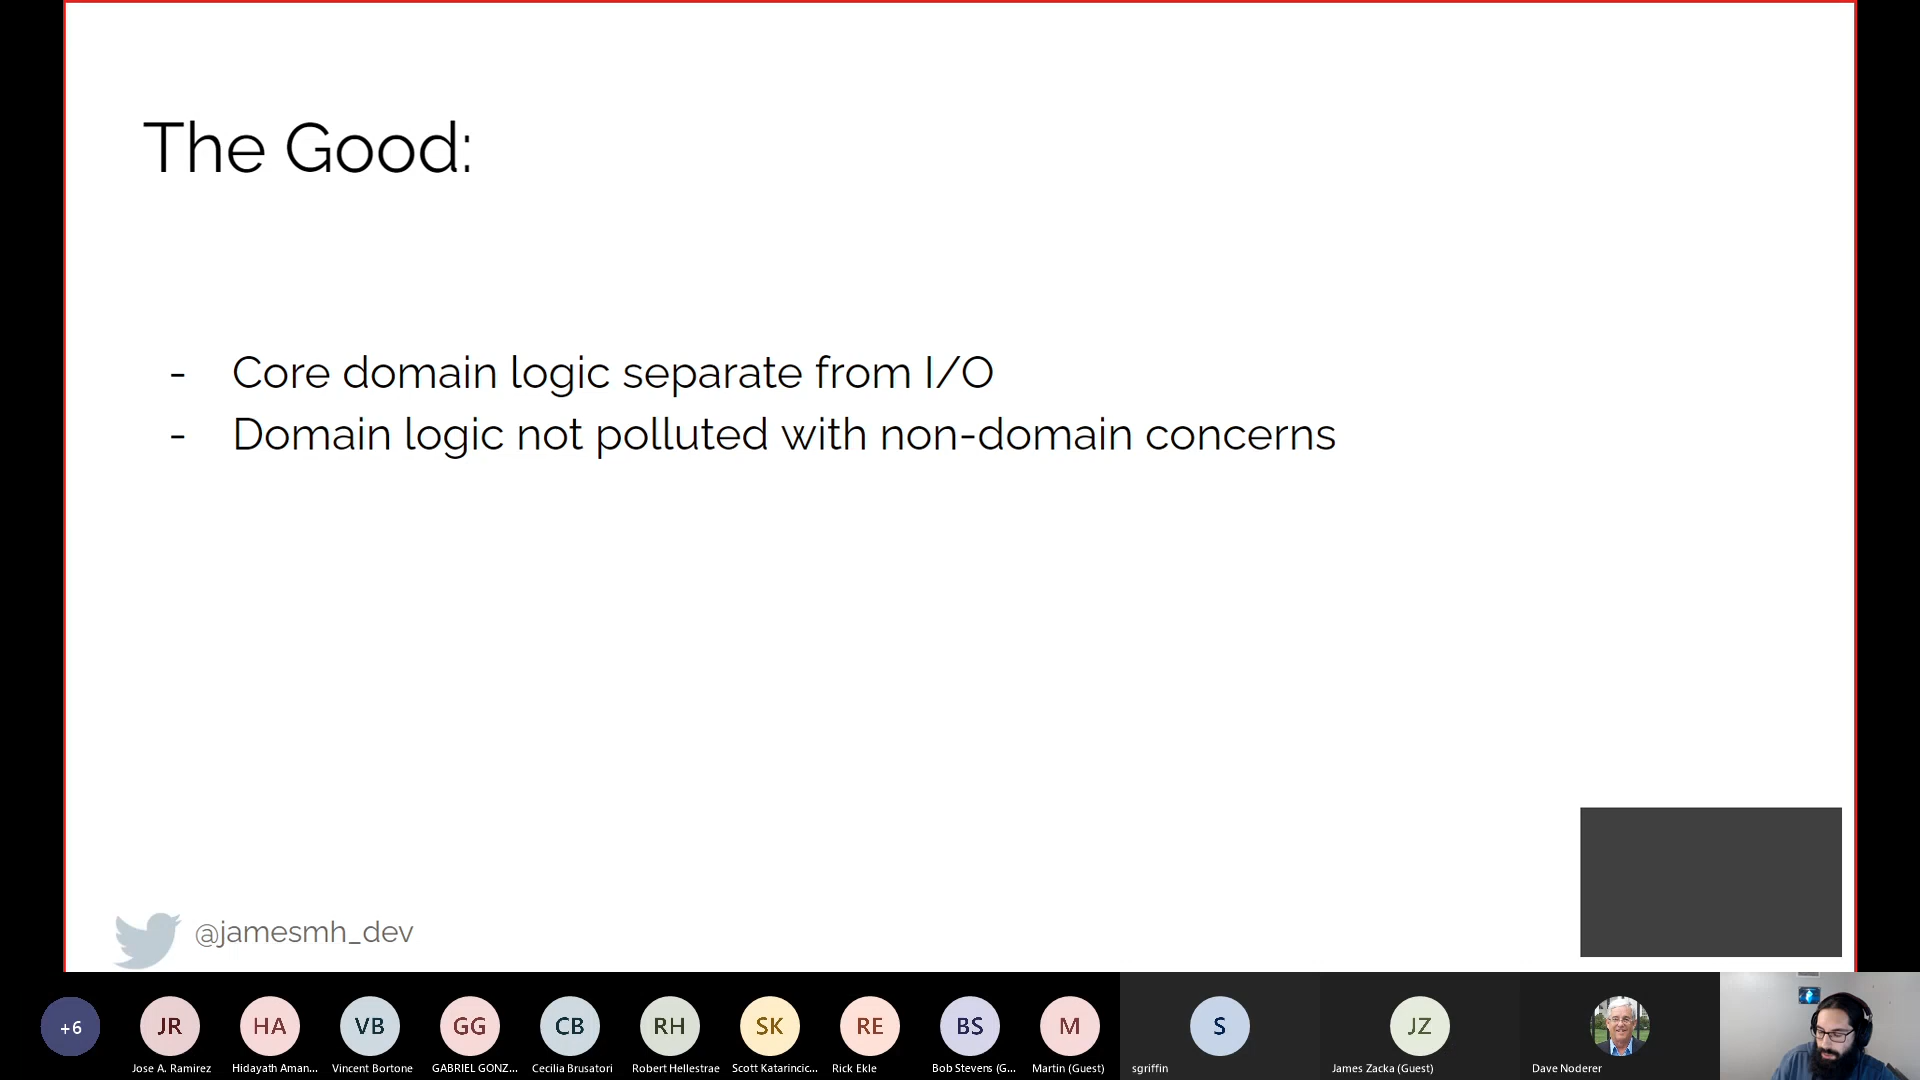 The Good:
- Core domain logic separate from I/O
- Domain logic not polluted with non-domain concerns
@jamesmh_dev
+6
JR
HA
VB
GG
CB
RH
SK
RE
BS
M
S
JZ
Jose A. Ramirez
Hidayath Aman...
Vincent Bortone
GABRIEL GONZ...
Cecilia Brusatori
Robert Hellestrae
Scott Katarincic...
Rick Ekle
Bob Stevens (G...
Martin (Guest)
sgriffin
James Zacka (Guest)
Dave Noderer